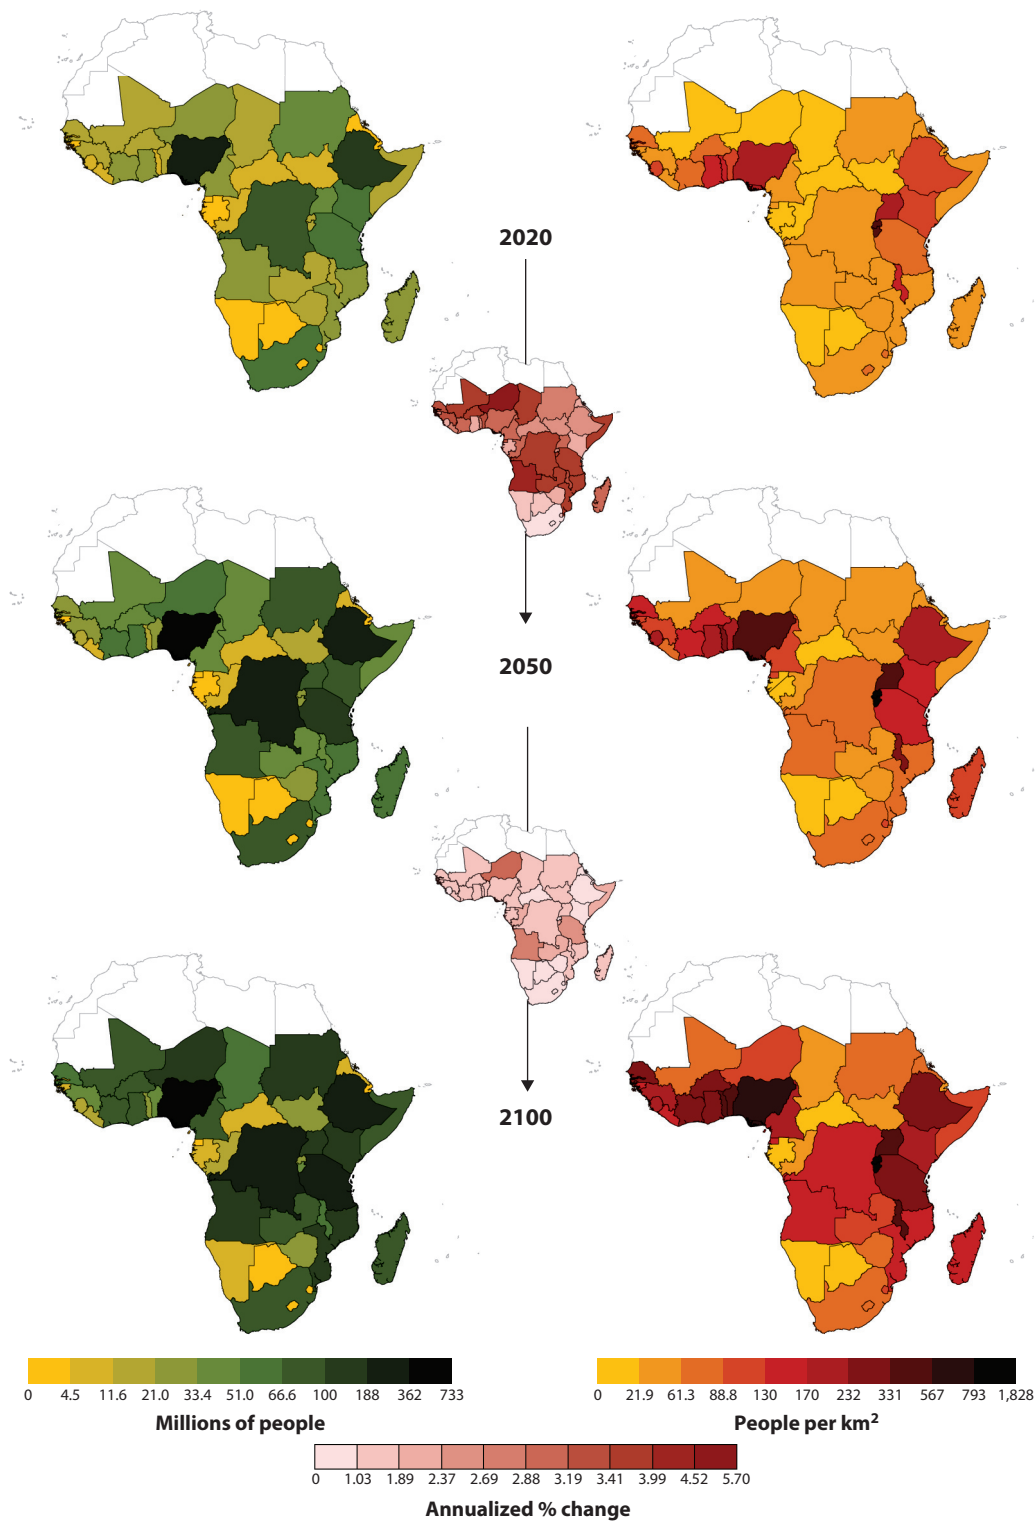 2020
2050
2100
0 4.5 11.6 21.0 33.4 51.0 66.6 100 188 362 733
Millions of people
0 21.9 61.3 88.8 130 170 232 331 567 793 1,828
People per km²
0 1.03 1.89 2.37 2.69 2.88 3.19 3.41 3.99 4.52 5.70
Annualized % change